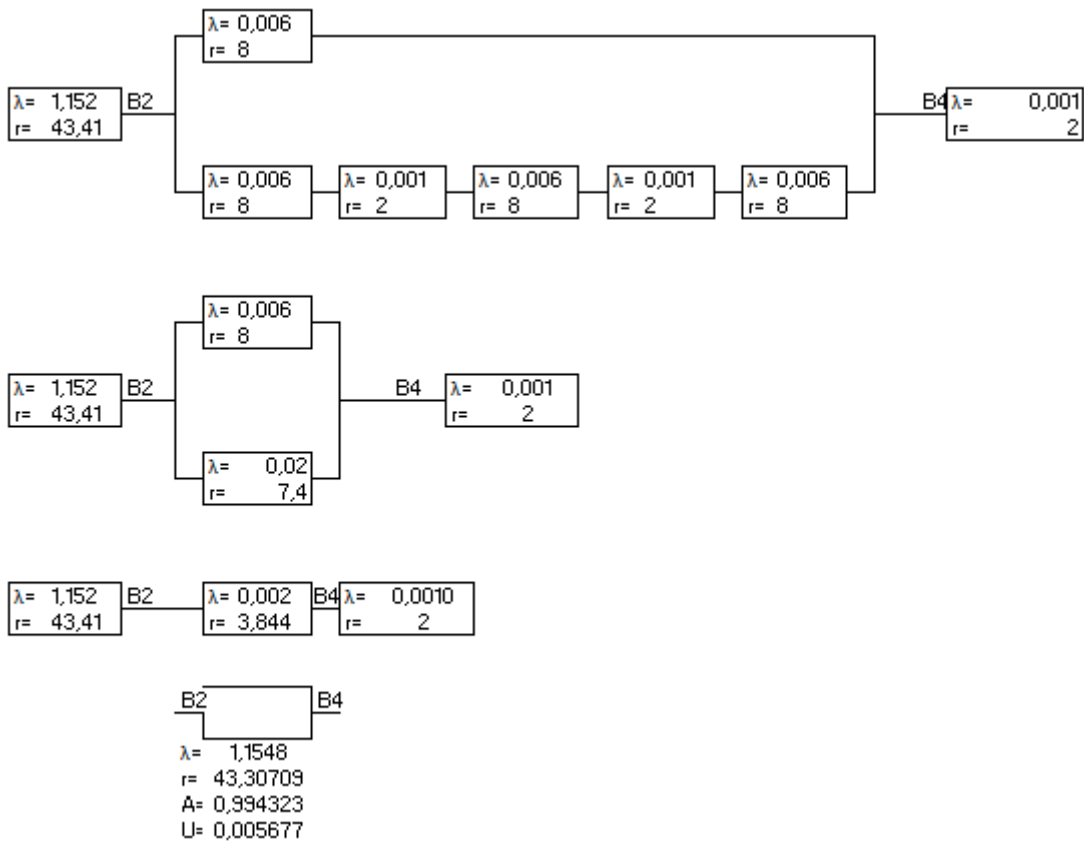 λ= 0,006
r= 8
λ= 1,152
r= 43,41
B2
B4
λ= 0,001
r= 2
λ= 0,006
r= 8
λ= 0,001
r= 2
λ= 0,006
r= 8
λ= 0,001
r= 2
λ= 0,006
r= 8
λ= 0,006
r= 8
λ= 1,152
r= 43,41
B2
B4
λ= 0,001
r= 2
λ= 0,02
r= 7,4
λ= 1,152
r= 43,41
B2
λ= 0,002
r= 3,844
B4
λ= 0,0010
r= 2
B2
B4
λ= 1,1548
r= 43,30709
A= 0,994323
U= 0,005677